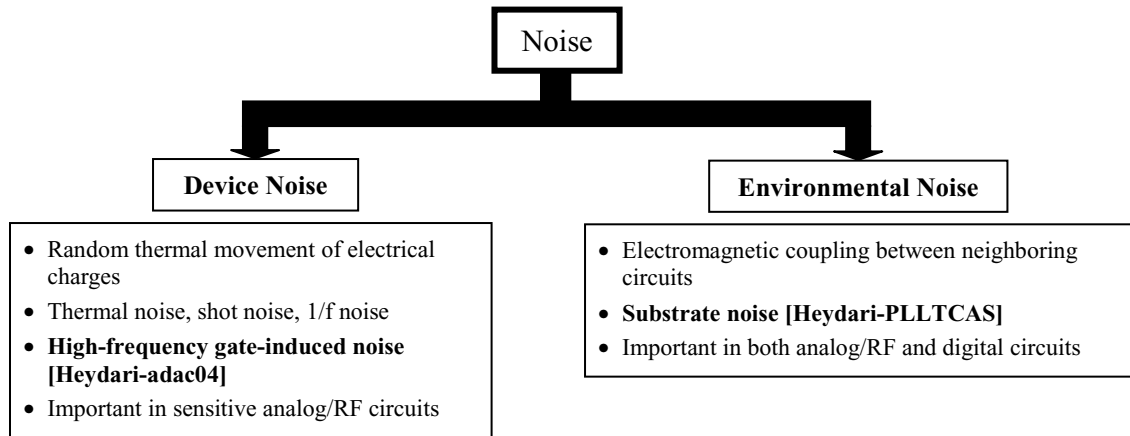 Noise
Device Noise
• Random thermal movement of electrical
charges
• Thermal noise, shot noise, 1/f noise
• High-frequency gate-induced noise
[Heydari-adac04]
• Important in sensitive analog/RF circuits
Environmental Noise
• Electromagnetic coupling between neighboring
circuits
• Substrate noise [Heydari-PLLTCAS]
• Important in both analog/RF and digital circuits